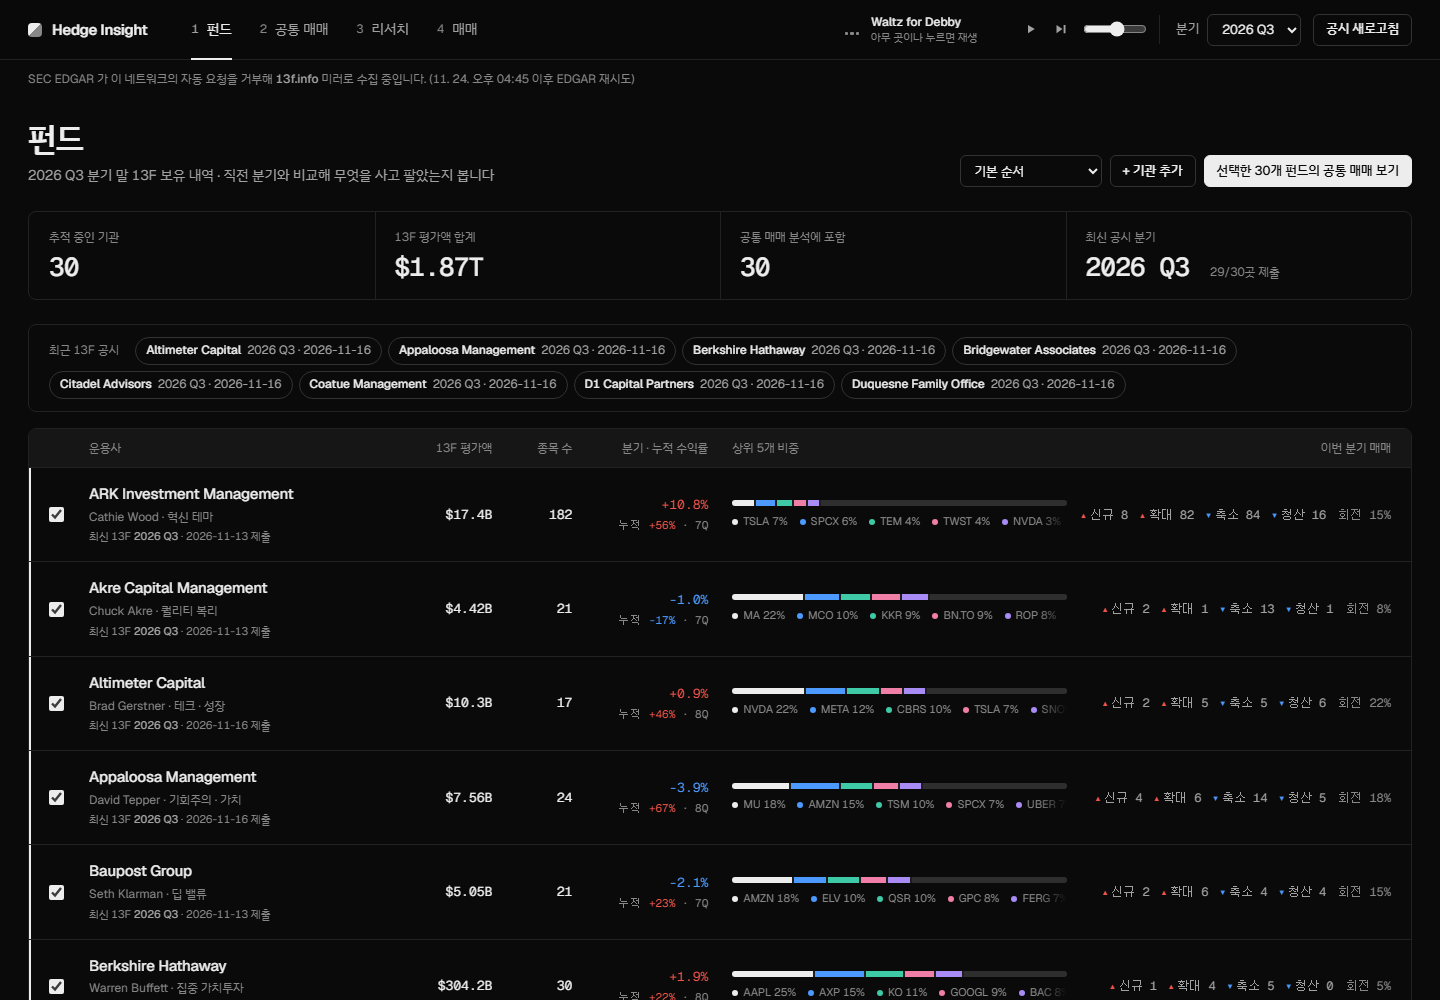 Hedge Insight
1 펀드 2 공통 매매 3 리서치 4 매매
Waltz for Debby
아무 곳이나 누르면 재생
분기 2026 Q3 공시 새로고침
SEC EDGAR 가 이 네트워크의 자동 요청을 거부해 13f.info 미러로 수집 중입니다. (11. 24. 오후 04:45 이후 EDGAR 재시도)
펀드
2026 Q3 분기 말 13F 보유 내역 · 직전 분기와 비교해 무엇을 사고 팔았는지 봅니다
기본 순서 + 기관 추가 선택한 30개 펀드의 공통 매매 보기
추적 중인 기관
30
13F 평가액 합계
$1.87T
공통 매매 분석에 포함
30
최신 공시 분기
2026 Q3 29/30곳 제출
최근 13F 공시 Altimeter Capital 2026 Q3 · 2026-11-16 Appaloosa Management 2026 Q3 · 2026-11-16 Berkshire Hathaway 2026 Q3 · 2026-11-16 Bridgewater Associates 2026 Q3 · 2026-11-16
Citadel Advisors 2026 Q3 · 2026-11-16 Coatue Management 2026 Q3 · 2026-11-16 D1 Capital Partners 2026 Q3 · 2026-11-16 Duquesne Family Office 2026 Q3 · 2026-11-16
운용사 13F 평가액 종목 수 분기 · 누적 수익률 상위 5개 비중 이번 분기 매매
ARK Investment Management
Cathie Wood · 혁신 테마
최신 13F 2026 Q3 · 2026-11-13 제출
$17.4B 182
+10.8%
누적 +56% · 7Q
TSLA 7% SPCX 6% TEM 4% TWST 4% NVDA 3%
▲ 신규 8 ▲ 확대 82 ▼ 축소 84 ▼ 청산 16 회전 15%
Akre Capital Management
Chuck Akre · 퀄리티 복리
최신 13F 2026 Q3 · 2026-11-13 제출
$4.42B 21
-1.0%
누적 -17% · 7Q
MA 22% MCO 10% KKR 9% BN.TO 9% ROP 8%
▲ 신규 2 ▲ 확대 1 ▼ 축소 13 ▼ 청산 1 회전 8%
Altimeter Capital
Brad Gerstner · 테크 · 성장
최신 13F 2026 Q3 · 2026-11-16 제출
$10.3B 17
+0.9%
누적 +46% · 8Q
NVDA 22% META 12% CBRS 10% TSLA 7%
▲ 신규 2 ▲ 확대 5 ▼ 축소 5 ▼ 청산 6 회전 22%
Appaloosa Management
David Tepper · 기회주의 · 가치
최신 13F 2026 Q3 · 2026-11-16 제출
$7.56B 24
-3.9%
누적 +67% · 8Q
MU 18% AMZN 15% TSM 10% SPCX 7% UBER 7
▲ 신규 4 ▲ 확대 6 ▼ 축소 14 ▼ 청산 5 회전 18%
Baupost Group
Seth Klarman · 딥 밸류
최신 13F 2026 Q3 · 2026-11-13 제출
$5.05B 21
-2.1%
누적 +23% · 7Q
AMZN 18% ELV 10% QSR 10% GPC 8% FERG 7%
▲ 신규 2 ▲ 확대 6 ▼ 축소 4 ▼ 청산 4 회전 15%
Berkshire Hathaway
Warren Buffett · 집중 가치투자
$304.2B 30
+1.9%
누적 +22% · 8Q
AAPL 25% AXP 15% KO 11% GOOGL 9% BAC 8%
▲ 신규 1 ▲ 확대 4 ▼ 축소 5 ▼ 청산 0 회전 5%